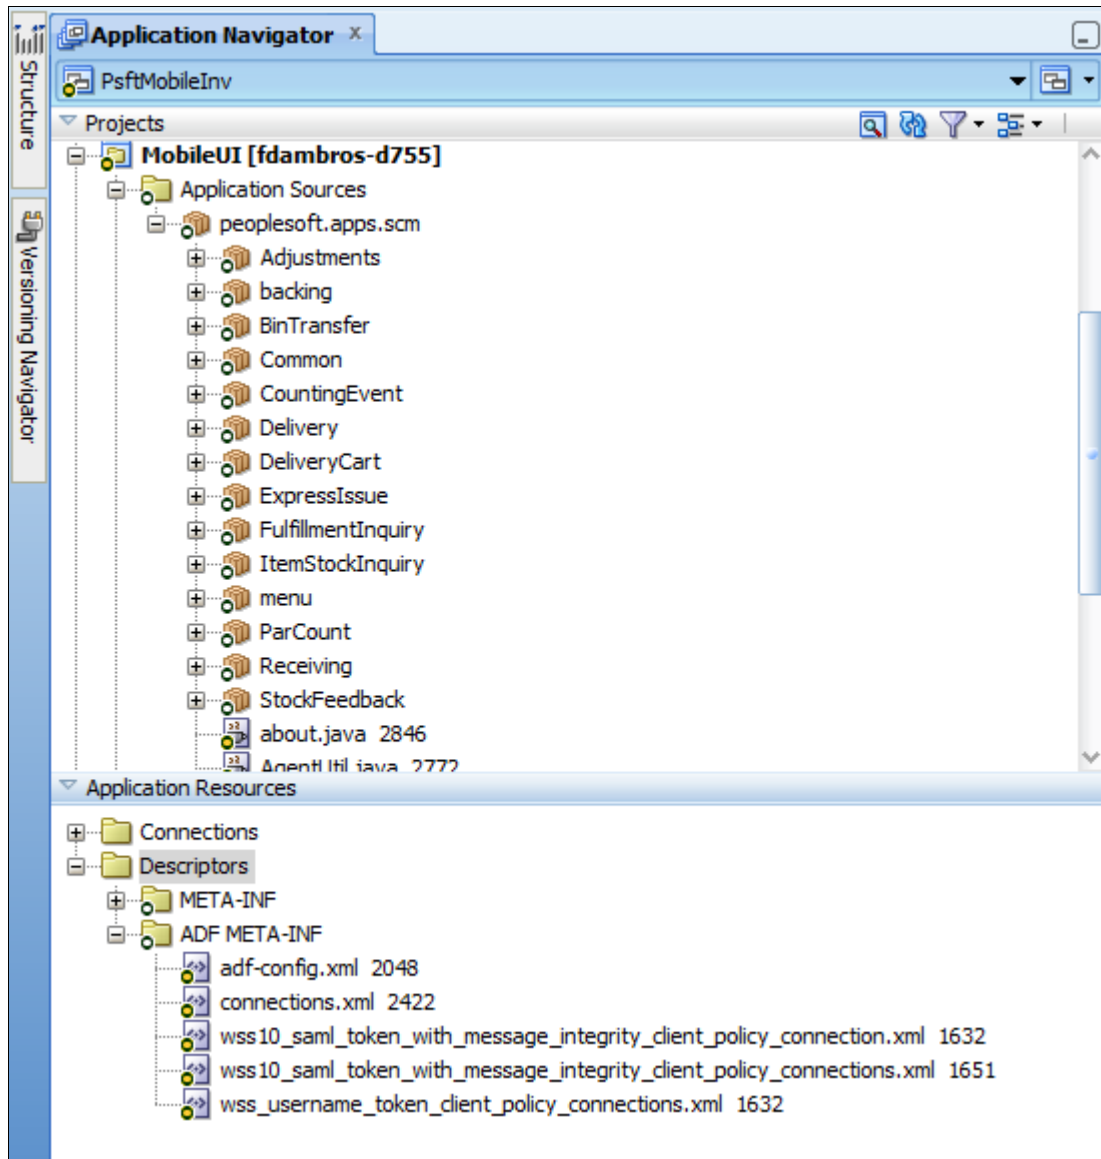 Structure
Versioning Navigator
Application Navigator x
PsftMobileInv
Projects
MobileUI [fdambros-d755]
Application Sources
peoplesoft.apps.scm
Adjustments
backing
BinTransfer
Common
CountingEvent
Delivery
DeliveryCart
ExpressIssue
FulfillmentInquiry
ItemStockInquiry
menu
ParCount
Receiving
StockFeedback
about.java 2846
AgentUtil.java 2772
Application Resources
Connections
Descriptors
META-INF
ADF META-INF
adf-config.xml 2048
connections.xml 2422
wss10_saml_token_with_message_integrity_client_policy_connection.xml 1632
wss10_saml_token_with_message_integrity_client_policy_connections.xml 1651
wss_username_token_client_policy_connections.xml 1632